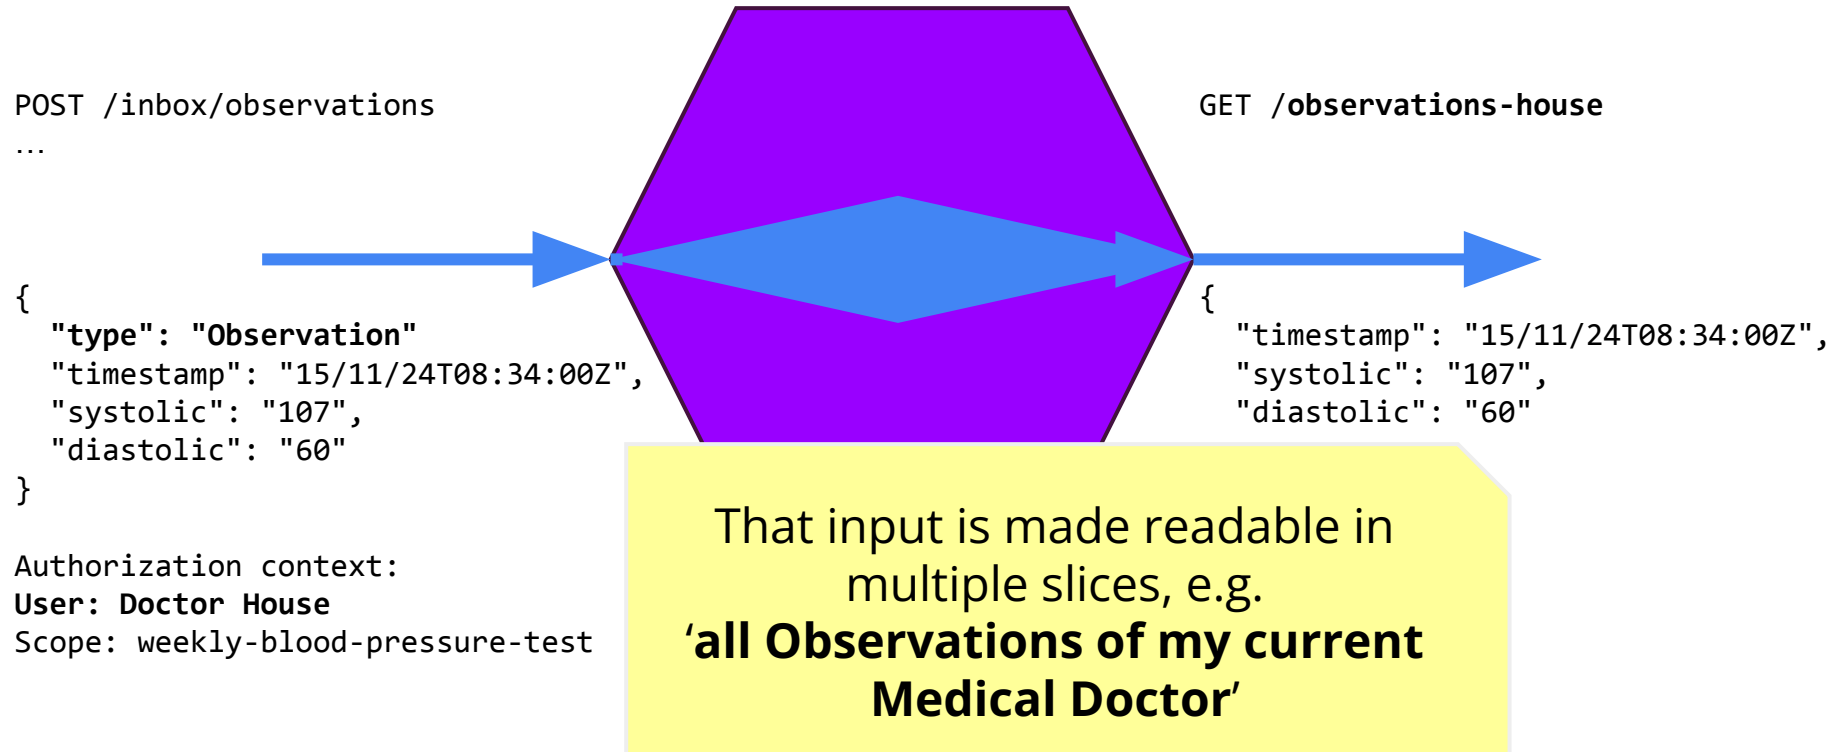 POST /inbox/observations
…
{
  "type": "Observation"
  "timestamp": "15/11/24T08:34:00Z",
  "systolic": "107",
  "diastolic": "60"
}
Authorization context:
User: Doctor House
Scope: weekly-blood-pressure-test
GET /observations-house
{
  "timestamp": "15/11/24T08:34:00Z",
  "systolic": "107",
  "diastolic": "60"
That input is made readable in
multiple slices, e.g.
‘all Observations of my current
Medical Doctor’